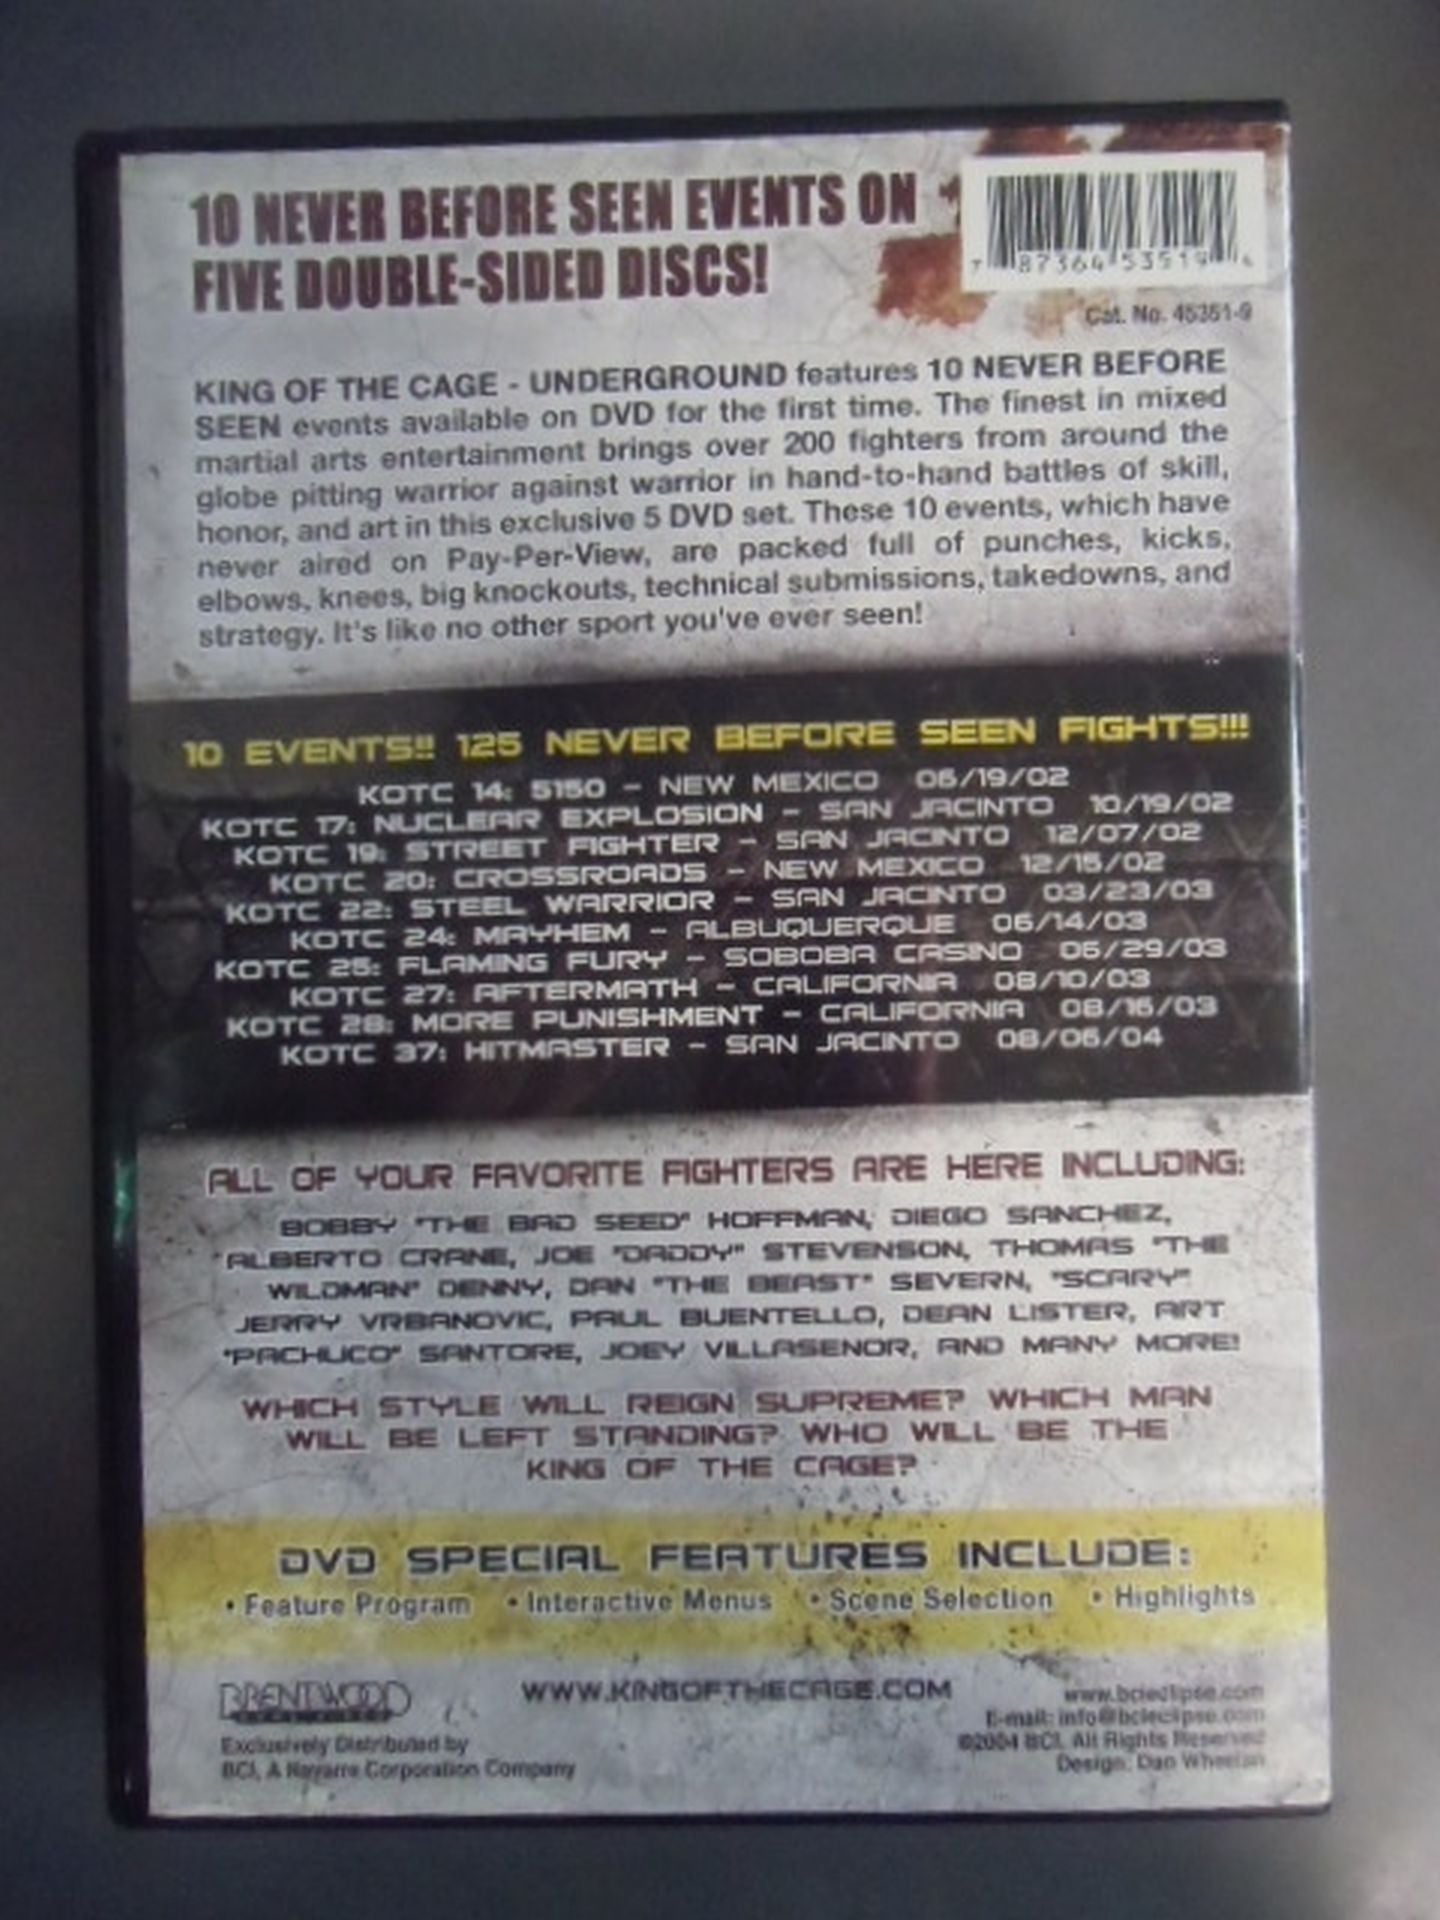 10 NEVER BEFORE SEEN EVENTS ON
FIVE DOUBLE-SIDED DISCS!
7 87364 53519 6
Cat. No. 45351-9
KING OF THE CAGE - UNDERGROUND features 10 NEVER BEFORE
SEEN events available on DVD for the first time. The finest in mixed
martial arts entertainment brings over 200 fighters from around the
globe pitting warrior against warrior in hand-to-hand battles of skill,
honor, and art in this exclusive 5 DVD set. These 10 events, which have
never aired on Pay-Per-View, are packed full of punches, kicks,
elbows, knees, big knockouts, technical submissions, takedowns, and
strategy. It's like no other sport you've ever seen!
10 EVENTS!! 125 NEVER BEFORE SEEN FIGHTS!!!
KOTC 14: 5150 - NEW MEXICO 06/19/02
KOTC 17: NUCLEAR EXPLOSION - SAN JACINTO 10/19/02
KOTC 19: STREET FIGHTER - SAN JACINTO 12/07/02
KOTC 20: CROSSROADS - NEW MEXICO 12/15/02
KOTC 22: STEEL WARRIOR - SAN JACINTO 03/23/03
KOTC 24: MAYHEM - ALBUQUERQUE 06/14/03
KOTC 25: FLAMING FURY - SOBOBA CASINO 06/29/03
KOTC 27: AFTERMATH - CALIFORNIA 08/10/03
KOTC 28: MORE PUNISHMENT - CALIFORNIA 08/16/03
KOTC 37: HITMASTER - SAN JACINTO 08/06/04
ALL OF YOUR FAVORITE FIGHTERS ARE HERE INCLUDING:
BOBBY "THE BAD SEED" HOFFMAN, DIEGO SANCHEZ,
ALBERTO CRANE, JOE "DADDY" STEVENSON, THOMAS "THE
WILDMAN" DENNY, DAN "THE BEAST" SEVERN, "SCARY"
JERRY VRBANOVIC, PAUL BUENTELLO, DEAN LISTER, ART
"PACHUCO" SANTORE, JOEY VILLASENOR, AND MANY MORE!
WHICH STYLE WILL REIGN SUPREME? WHICH MAN
WILL BE LEFT STANDING? WHO WILL BE THE
KING OF THE CAGE?
DVD SPECIAL FEATURES INCLUDE:
• Feature Program • Interactive Menus • Scene Selection • Highlights
BRENTWOOD
WWW.KINGOFTHECAGE.COM
Exclusively Distributed by
BCI, A Navarre Corporation Company
www.bcieclipse.com
E-mail: info@bcieclipse.com
©2004 BCI, All Rights Reserved
Design: Dan Wheelan